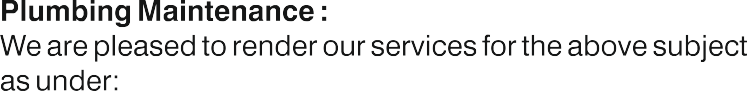 Plumbing Maintenance :
We are pleased to render our services for the above subject
as under: